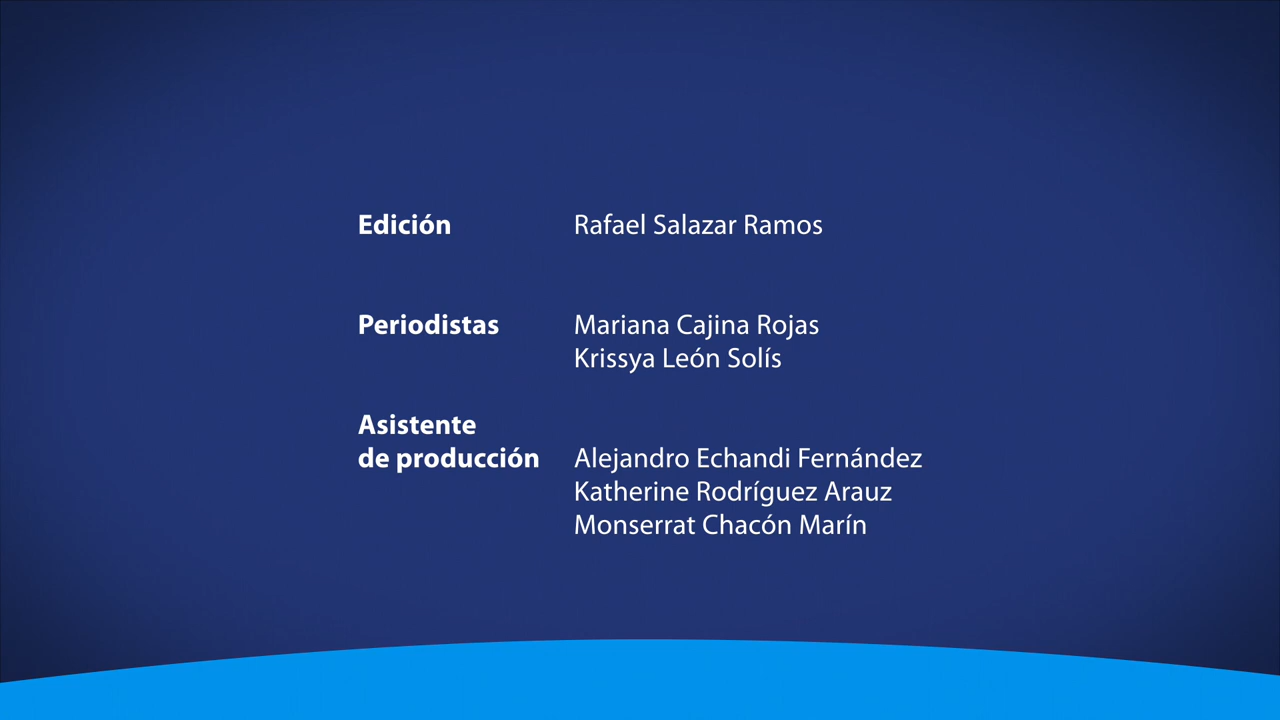 Edición Rafael Salazar Ramos
Periodistas Mariana Cajina Rojas
Krissya León Solís
Asistente
de producción Alejandro Echandi Fernández
Katherine Rodríguez Arauz
Monserrat Chacón Marín